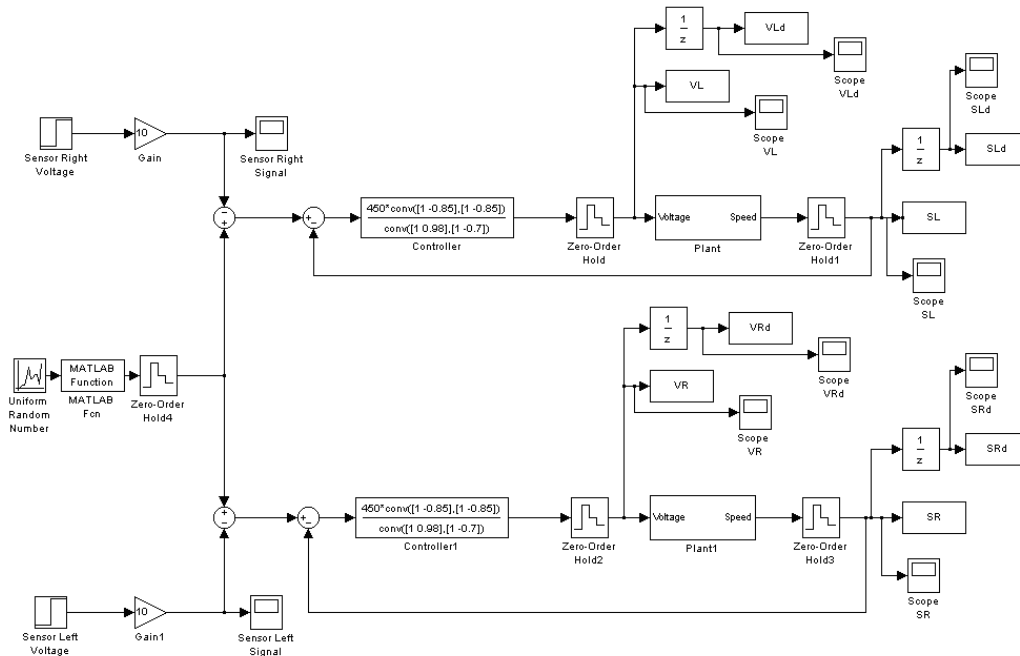 1
z
VLd
Scope
VLd
VL
Scope
VL
Scope
SLd
1
z
SLd
10
Sensor Right
Voltage
Gain
Sensor Right
Signal
450*conv([1 -0.85],[1 -0.85])
conv([1 0.98],[1 -0.7])
Controller
Zero-Order
Hold
Voltage
Speed
Plant
Zero-Order
Hold1
SL
Scope
SL
1
z
VRd
Scope
VRd
VR
Scope
VR
MATLAB
Function
Uniform
Random
Number
MATLAB
Fcn
Zero-Order
Hold4
Scope
SRd
1
z
SRd
450*conv([1 -0.85],[1 -0.85])
conv([1 0.98],[1 -0.7])
Controller1
Zero-Order
Hold2
Voltage
Speed
Plant1
Zero-Order
Hold3
SR
Scope
SR
10
Sensor Left
Voltage
Gain1
Sensor Left
Signal